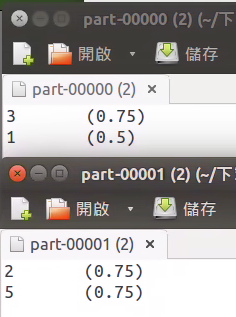 part-00000 (2) (~/下
開啟 儲存
part-00000 (2) ×
3 (0.75)
1 (0.5)
part-00001 (2) (~/下
開啟 儲存
part-00001 (2) ×
2 (0.75)
5 (0.75)